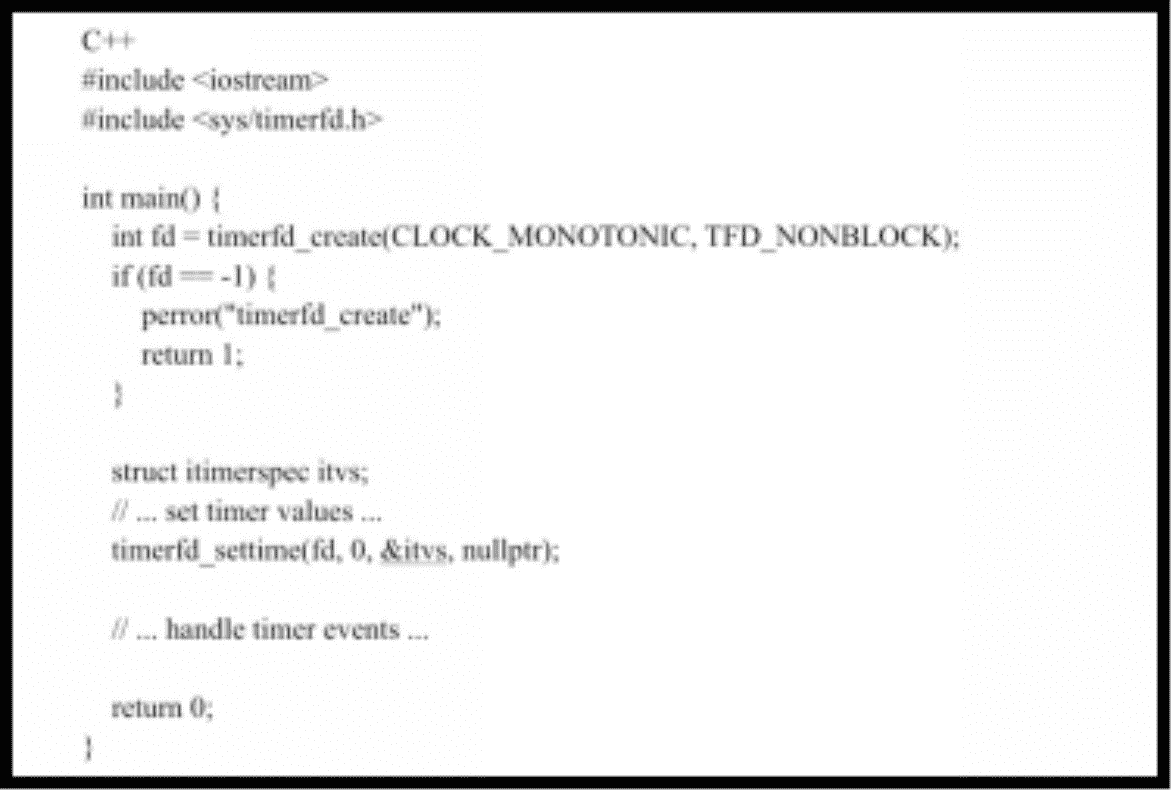 C++
#include <iostream>
#include <sys/timerfd.h>
int main() {
int fd = timerfd_create(CLOCK_MONOTONIC, TFD_NONBLOCK);
if (fd == -1) {
perror("timerfd_create");
return 1;
}
struct itimerspec itvs;
// ... set timer values ...
timerfd_settime(fd, 0, &itvs, nullptr);
// ... handle timer events ...
return 0;
}